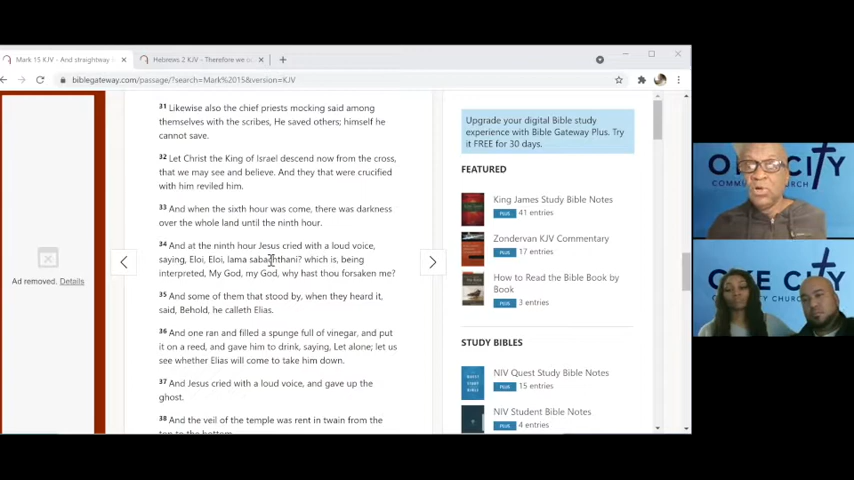 Mark 15 KJV - And straightway
Hebrews 2 KJV - Therefore we o
biblegateway.com/passage/?search=Mark%2015&version=KJV
31 Likewise also the chief priests mocking said among
themselves with the scribes, He saved others; himself he
cannot save.
32 Let Christ the King of Israel descend now from the cross,
that we may see and believe. And they that were crucified
with him reviled him.
33 And when the sixth hour was come, there was darkness
over the whole land until the ninth hour.
34 And at the ninth hour Jesus cried with a loud voice,
saying, Eloi, Eloi, lama sabachthani? which is, being
interpreted, My God, my God, why hast thou forsaken me?
35 And some of them that stood by, when they heard it,
said, Behold, he calleth Elias.
36 And one ran and filled a spunge full of vinegar, and put
it on a reed, and gave him to drink, saying, Let alone; let us
see whether Elias will come to take him down.
37 And Jesus cried with a loud voice, and gave up the
ghost.
38 And the veil of the temple was rent in twain from the
top to the bottom.
Ad removed. Details
Upgrade your digital Bible study
experience with Bible Gateway Plus. Try
it FREE for 30 days.
FEATURED
King James Study Bible Notes
PLUS 41 entries
Zondervan KJV Commentary
PLUS 17 entries
How to Read the Bible Book by
Book
PLUS 3 entries
STUDY BIBLES
NIV Quest Study Bible Notes
PLUS 15 entries
NIV Student Bible Notes
PLUS 4 entries
CITY
COMMU
CHURCH